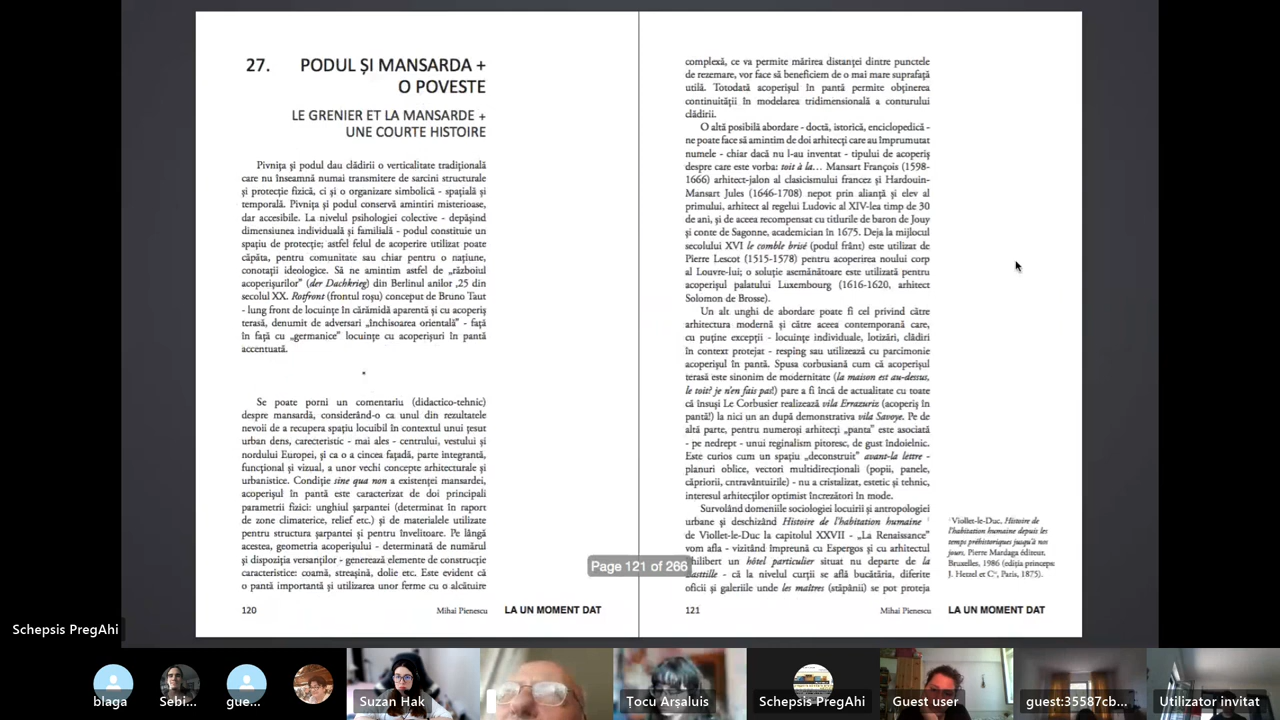 27. PODUL ȘI MANSARDA +
O POVESTE
LE GRENIER ET LA MANSARDE +
UNE COURTE HISTOIRE
Pivnița și podul dau clădirii o verticalitate tradițională
care nu înseamnă numai transmitere de sarcini structurale
și protecție fizică, ci și o organizare simbolică - spațială și
temporală. Pivnița și podul conservă amintiri misterioase,
dar accesibile. La nivelul psihologiei colective - depășind
dimensiunea individuală și familială - podul constituie un
spațiu de protecție; astfel felul de acoperire utilizat poate
căpăta, pentru comunitate sau chiar pentru o națiune,
conotații ideologice. Să ne amintim astfel de „războiul
acoperișurilor” (der Dachkrieg) din Berlinul anilor ‚25 din
secolul XX. Rotfront (frontul roșu) conceput de Bruno Taut
- lung front de locuințe în cărămidă aparentă și cu acoperiș
terasă, denumit de adversari „închisoarea orientală” - față
în față cu „germanice” locuințe cu acoperișuri în pantă
accentuată.
*
Se poate porni un comentariu (didactico-tehnic)
despre mansardă, considerând-o ca unul din rezultatele
nevoii de a recupera spațiu locuibil în contextul unui țesut
urban dens, carecteristic - mai ales - centrului, vestului și
nordului Europei, și ca o a cincea fațadă, parte integrantă,
funcțional și vizual, a unor vechi concepte arhitecturale și
urbanistice. Condiție sine qua non a existenței mansardei,
acoperișul în pantă este caracterizat de doi principali
parametrii fizici: unghiul șarpantei (determinat în raport
de zone climaterice, relief etc.) și de materialele utilizate
pentru structura șarpantei și pentru învelitoare. Pe lângă
acestea, geometria acoperișului - determinată de numărul
și dispoziția versanților - generează elemente de construcție
caracteristice: coamă, streașină, dolie etc. Este evident că
o pantă importantă și utilizarea unor ferme cu o alcătuire
120 Mihai Pienescu LA UN MOMENT DAT
complexă, ce va permite mărirea distanței dintre punctele
de rezemare, vor face să beneficiem de o mai mare suprafață
utilă. Totodată acoperișul în pantă permite obținerea
continuității în modelarea tridimensională a conturului
clădirii.
O altă posibilă abordare - doctă, istorică, enciclopedică -
ne poate face să amintim de doi arhitecți care au împrumutat
numele - chiar dacă nu l-au inventat - tipului de acoperiș
despre care este vorba: toit à la… Mansart François (1598-
1666) arhitect-jalon al clasicismului francez și Hardouin-
Mansart Jules (1646-1708) nepot prin alianță și elev al
primului, arhitect al regelui Ludovic al XIV-lea timp de 30
de ani, și de aceea recompensat cu titlurile de baron de Jouy
și conte de Sagonne, academician în 1675. Deja la mijlocul
secolului XVI le comble brisé (podul frânt) este utilizat de
Pierre Lescot (1515-1578) pentru acoperirea noului corp
al Louvre-lui; o soluție asemănătoare este utilizată pentru
acoperișul palatului Luxembourg (1616-1620, arhitect
Solomon de Brosse).
Un alt unghi de abordare poate fi cel privind către
arhitectura modernă și către aceea contemporană care,
cu puține excepții - locuințe individuale, lotizări, clădiri
în context protejat - resping sau utilizează cu parcimonie
acoperișul în pantă. Spusa corbusiană cum că acoperișul
terasă este sinonim de modernitate (la maison est au-dessus,
le toit? je n'en fais pas!) pare a fi încă de actualitate cu toate
că însuși Le Corbusier realizează vila Errazuriz (acoperiș în
pantă!) la nici un an după demonstrativa vila Savoye. Pe de
altă parte, pentru numeroși arhitecți „panta” este asociată
- pe nedrept - unui reginalism pitoresc, de gust îndoielnic.
Este curios cum un spațiu „deconstruit” avant-la lettre -
planuri oblice, vectori multidirecționali (popii, panele,
căpriorii, cntravântuirile) - nu a cristalizat, estetic și tehnic,
interesul arhitecților optimist încrezători în mode.
Survolând domeniile sociologiei locuirii și antropologiei
urbane și deschizând Histoire de l'habitation humaine ¹
de Viollet-le-Duc la capitolul XXVII - „La Renaissance”
vom afla - vizitând împreună cu Espergos și cu arhitectul
Philibert un hôtel particulier situat nu departe de la
Bastille - că la nivelul curții se află bucătăria, diferite
oficii și galeriile unde les maîtres (stăpânii) se pot proteja
¹Viollet-le-Duc. Histoire de
l'habitation humaine depuis les
temps préhistoriques jusqu'à nos
jours, Pierre Mardaga éditeur,
Bruxelles, 1986 (ediția princeps:
J. Herzel et Cie, Paris, 1875).
121 Mihai Pienescu LA UN MOMENT DAT
Page 121 of 266
Schepsis PregAhi
blaga
Sebi...
gue...
Suzan Hak
Țocu Arșaluis
Schepsis PregAhi
Guest user
guest:35587cb...
Utilizator invitat